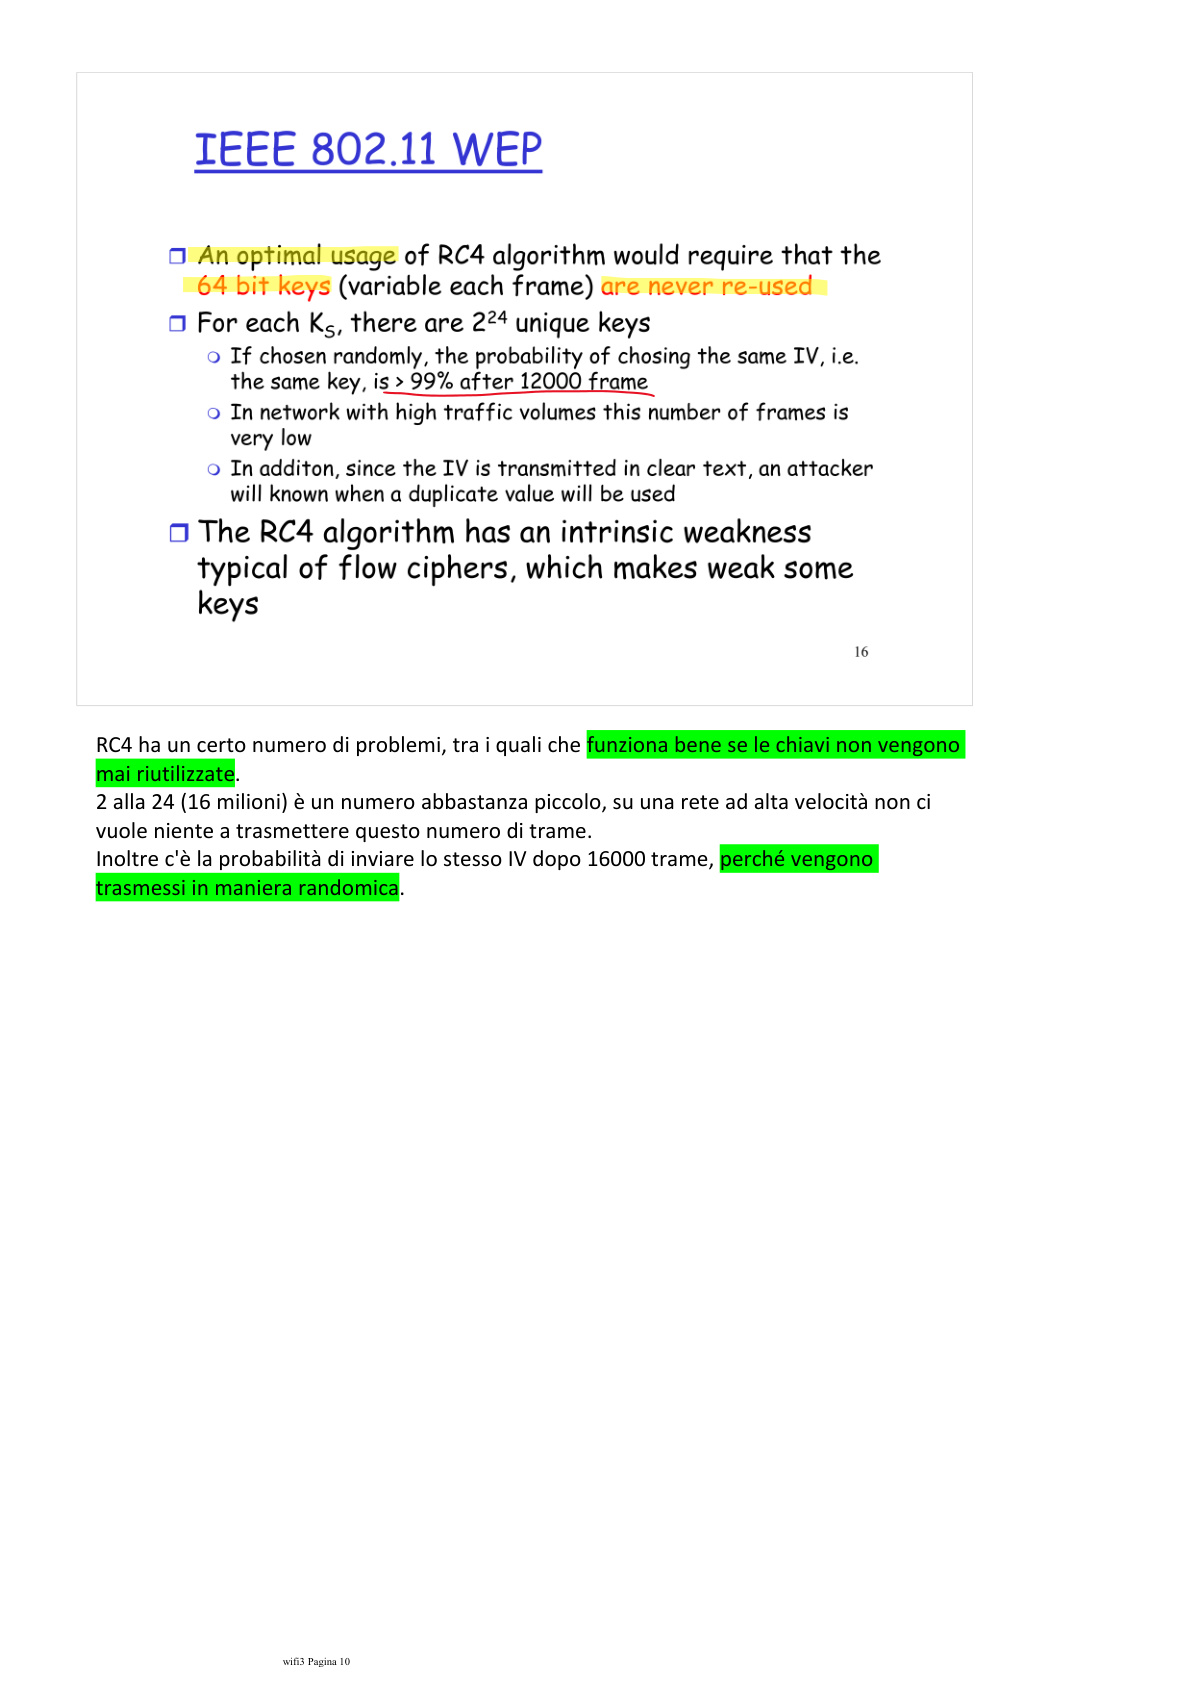 IEEE 802.11 WEP
An optimal usage of RC4 algorithm would require that the
64 bit keys (variable each frame) are never re-used
For each KS, there are 2^24 unique keys
If chosen randomly, the probability of chosing the same IV, i.e.
the same key, is > 99% after 12000 frame
In network with high traffic volumes this number of frames is
very low
In additon, since the IV is transmitted in clear text, an attacker
will known when a duplicate value will be used
The RC4 algorithm has an intrinsic weakness
typical of flow ciphers, which makes weak some
keys
16
RC4 ha un certo numero di problemi, tra i quali che funziona bene se le chiavi non vengono
mai riutilizzate.
2 alla 24 (16 milioni) è un numero abbastanza piccolo, su una rete ad alta velocità non ci
vuole niente a trasmettere questo numero di trame.
Inoltre c'è la probabilità di inviare lo stesso IV dopo 16000 trame, perché vengono
trasmessi in maniera randomica.
wifi3 Pagina 10